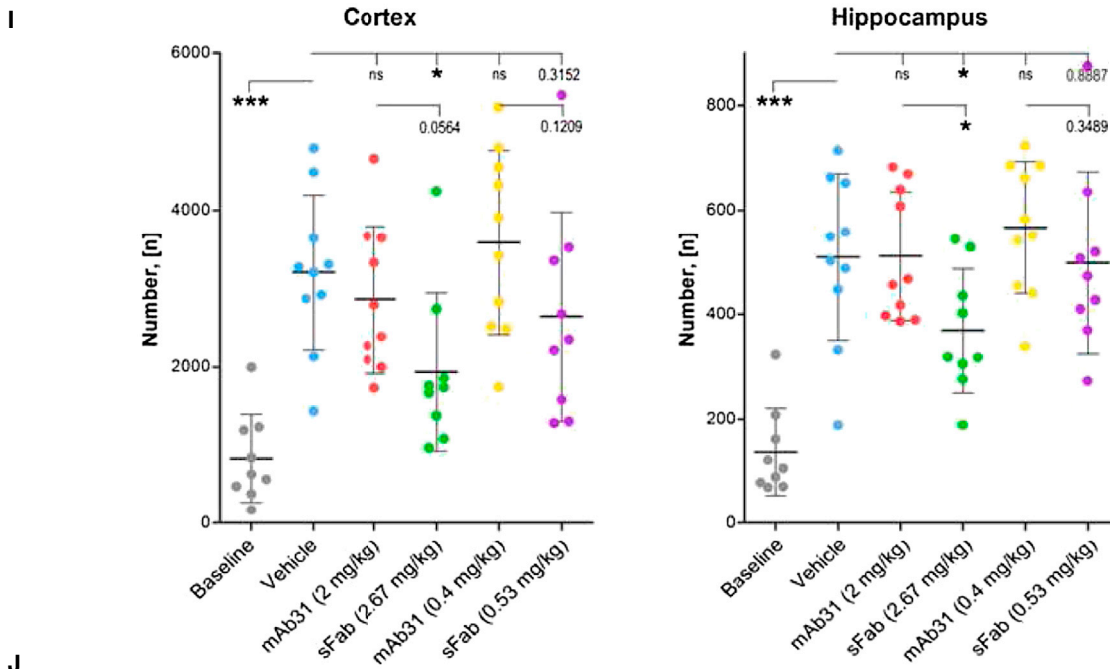 I
Cortex
Hippocampus
6000
4000
2000
0
Number, [n]
***
ns
*
ns
0.3152
0.0564
0.1209
Baseline
Vehicle
mAb31 (2 mg/kg)
sFab (2.67 mg/kg)
mAb31 (0.4 mg/kg)
sFab (0.53 mg/kg)
800
600
400
200
0
Number, [n]
***
ns
*
ns
0.8887
*
0.3489
Baseline
Vehicle
mAb31 (2 mg/kg)
sFab (2.67 mg/kg)
mAb31 (0.4 mg/kg)
sFab (0.53 mg/kg)
J